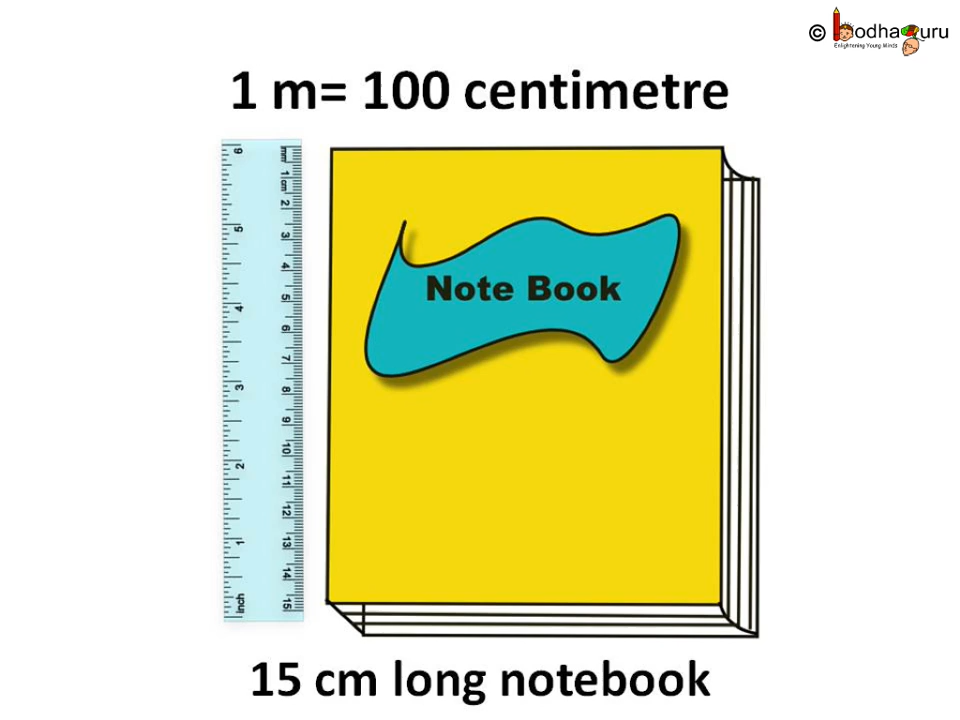 © BodhaGuru
Enlightening Young Minds
1 m= 100 centimetre
6
5
4
3
2
1
inch
mm
1 cm
2
3
4
5
6
7
8
9
10
11
12
13
14
15
Note Book
15 cm long notebook